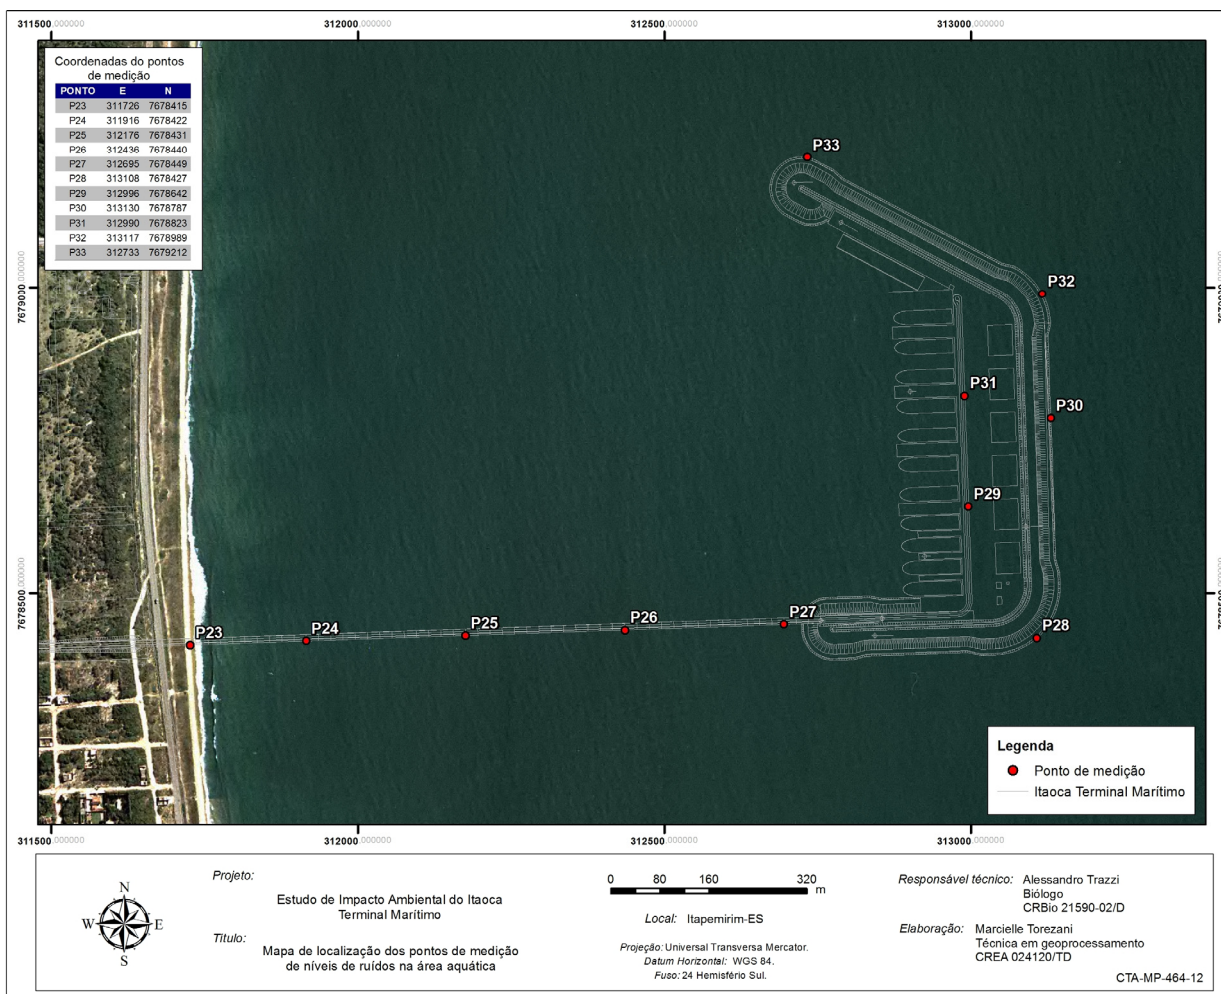 311500.000000 312000.000000 312500.000000 313000.000000
Coordenadas do pontos
de medição
PONTO E N
P23 311726 7678415
P24 311916 7678422
P25 312176 7678431
P26 312436 7678440
P27 312695 7678449
P28 313108 7678427
P29 312996 7678642
P30 313130 7678787
P31 312990 7678823
P32 313117 7678989
P33 312733 7679212
P33
7679000.000000
P32
P31
P30
P29
7678500.000000
P23
P24
P25
P26
P27
P28
Legenda
Ponto de medição
Itaoca Terminal Marítimo
311500.000000 312000.000000 312500.000000 313000.000000
N
W E
S
Projeto:
Estudo de Impacto Ambiental do Itaoca
Terminal Marítimo
Título:
Mapa de localização dos pontos de medição
de níveis de ruídos na área aquática
0 80 160 320
m
Local: Itapemirim-ES
Projeção: Universal Transversa Mercator.
Datum Horizontal: WGS 84.
Fuso: 24 Hemisfério Sul.
Responsável técnico: Alessandro Trazzi
Biólogo
CRBio 21590-02/D
Elaboração: Marcielle Torezani
Técnica em geoprocessamento
CREA 024120/TD
CTA-MP-464-12